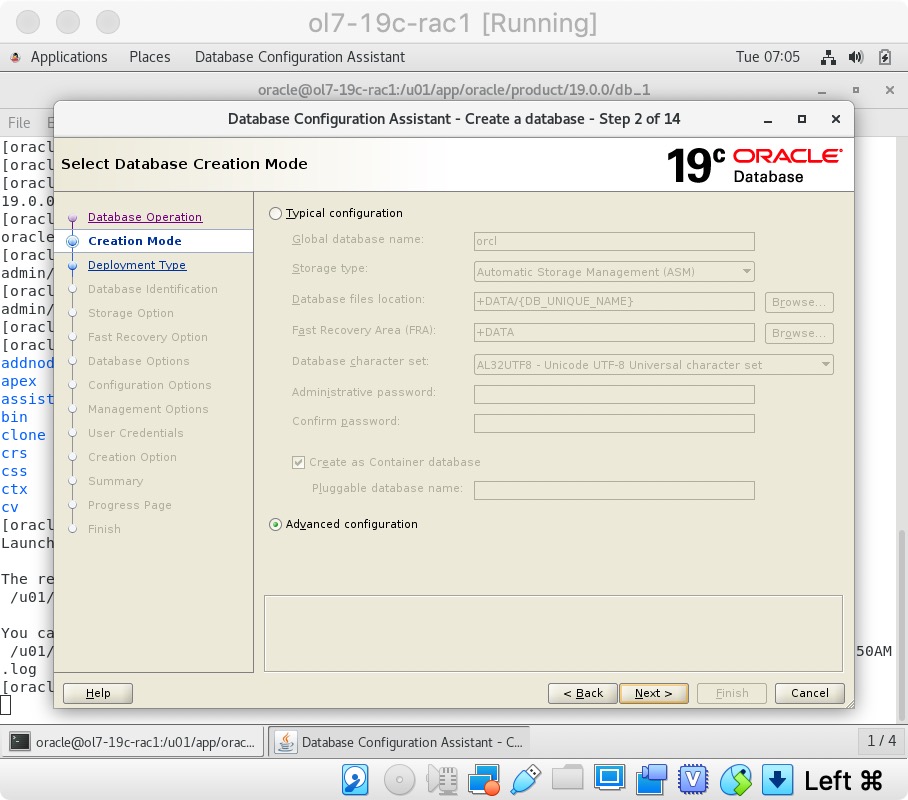 ol7-19c-rac1 [Running]
Applications Places Database Configuration Assistant Tue 07:05
oracle@ol7-19c-rac1:/u01/app/oracle/product/19.0.0/db_1
File E
Database Configuration Assistant - Create a database - Step 2 of 14
Select Database Creation Mode
19c ORACLE
Database
[oracl
[oracl
[oracl
19.0.0
[oracl
oracle
[oracl
admin/
[oracl
admin/
[oracl
[oracl
addnod
apex
assist
bin
clone
crs
css
ctx
cv
[oracl
Launch
The re
/u01/
You ca
/u01/
50AM
.log
[oracl
Database Operation
Creation Mode
Deployment Type
Database Identification
Storage Option
Fast Recovery Option
Database Options
Configuration Options
Management Options
User Credentials
Creation Option
Summary
Progress Page
Finish
Typical configuration
Global database name: orcl
Storage type: Automatic Storage Management (ASM)
Database files location: +DATA/{DB_UNIQUE_NAME} Browse...
Fast Recovery Area (FRA): +DATA Browse...
Database character set: AL32UTF8 - Unicode UTF-8 Universal character set
Administrative password:
Confirm password:
Create as Container database
Pluggable database name:
Advanced configuration
Help < Back Next > Finish Cancel
oracle@ol7-19c-rac1:/u01/app/orac... Database Configuration Assistant - C... 1 / 4
Left ⌘